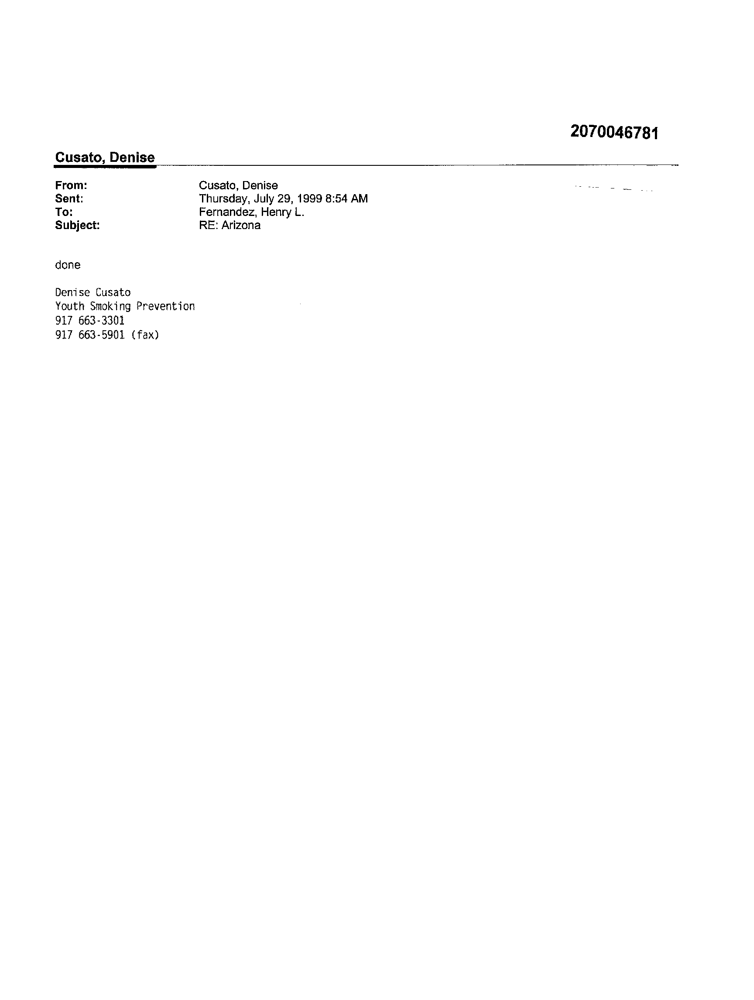 2070046781
Cusato, Denise
From: Cusato, Denise
Sent: Thursday, July 29, 1999 8:54 AM
To: Fernandez, Henry L.
Subject: RE: Arizona
done
Denise Cusato
Youth Smoking Prevention
917 663-3301
917 663-5901 (fax)